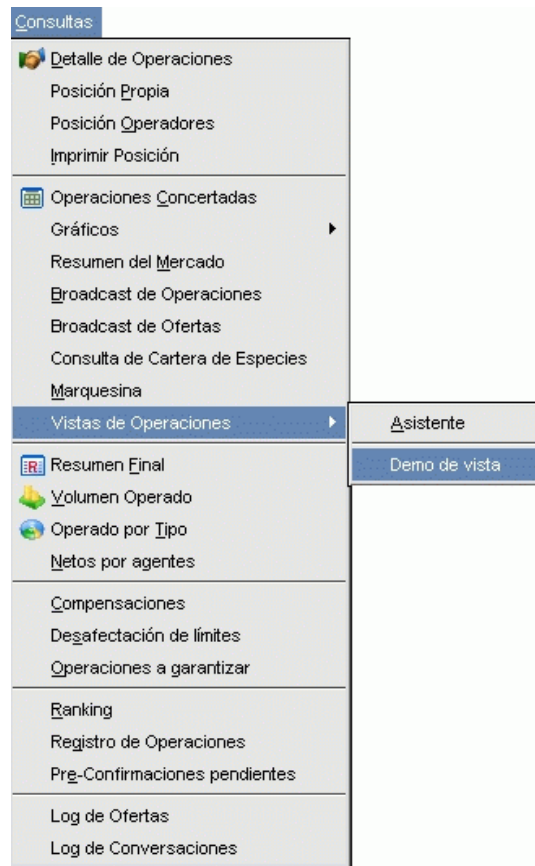 Consultas
Detalle de Operaciones
Posición Propia
Posición Operadores
Imprimir Posición
Operaciones Concertadas
Gráficos
Resumen del Mercado
Broadcast de Operaciones
Broadcast de Ofertas
Consulta de Cartera de Especies
Marquesina
Vistas de Operaciones
Asistente
Demo de vista
Resumen Final
Volumen Operado
Operado por Tipo
Netos por agentes
Compensaciones
Desafectación de límites
Operaciones a garantizar
Ranking
Registro de Operaciones
Pre-Confirmaciones pendientes
Log de Ofertas
Log de Conversaciones